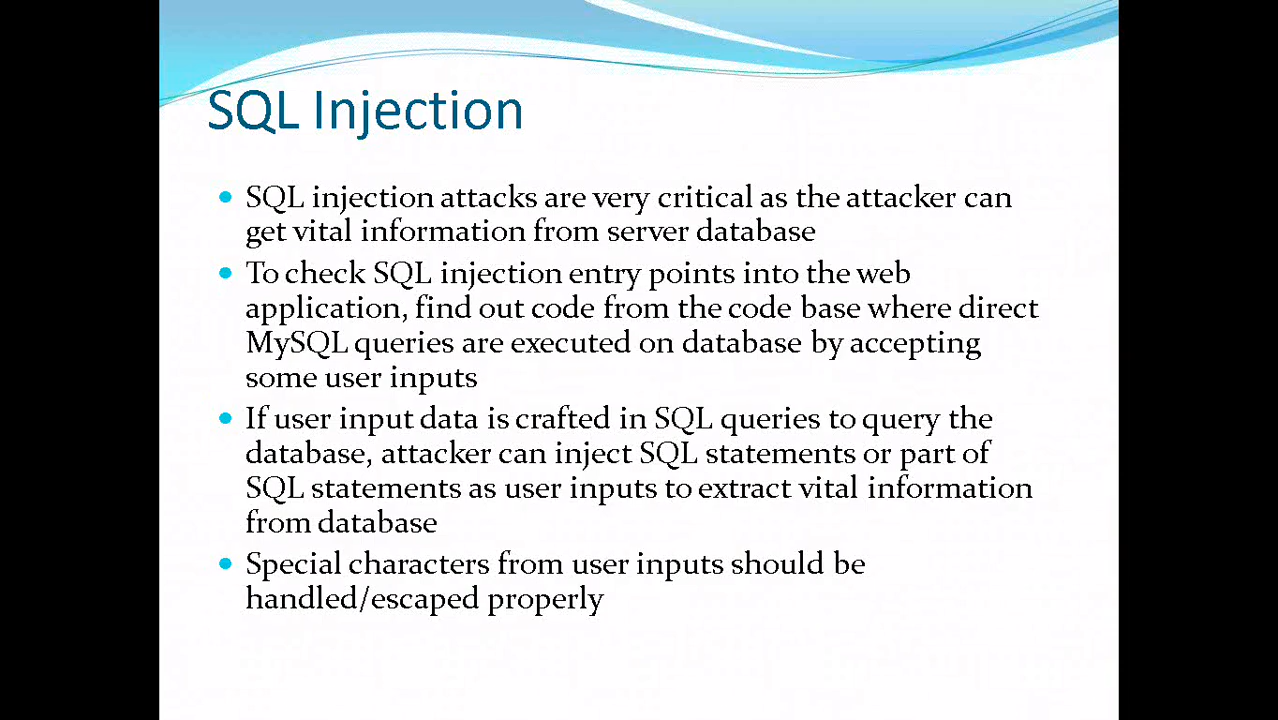 SQL Injection
SQL injection attacks are very critical as the attacker can
get vital information from server database
To check SQL injection entry points into the web
application, find out code from the code base where direct
MySQL queries are executed on database by accepting
some user inputs
If user input data is crafted in SQL queries to query the
database, attacker can inject SQL statements or part of
SQL statements as user inputs to extract vital information
from database
Special characters from user inputs should be
handled/escaped properly